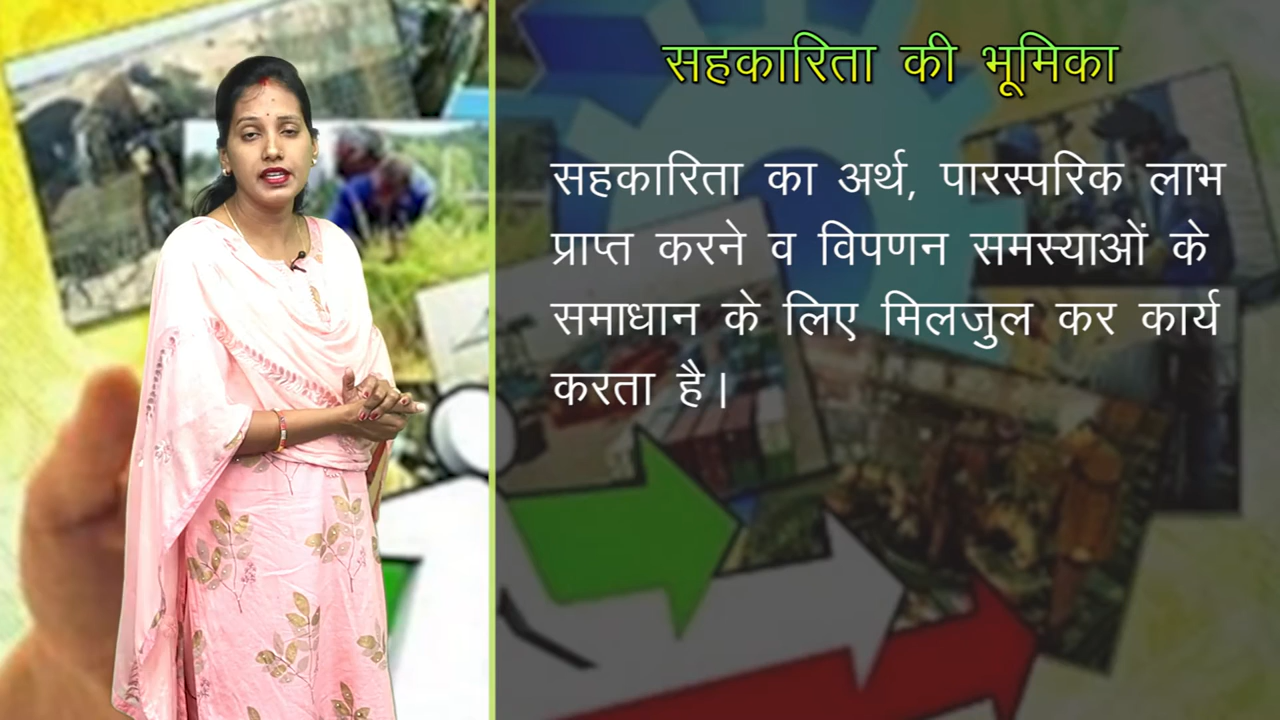 सहकारिता की भूमिका
सहकारिता का अर्थ, पारस्परिक लाभ
प्राप्त करने व विपणन समस्याओं के
समाधान के लिए मिलजुल कर कार्य
करता है।